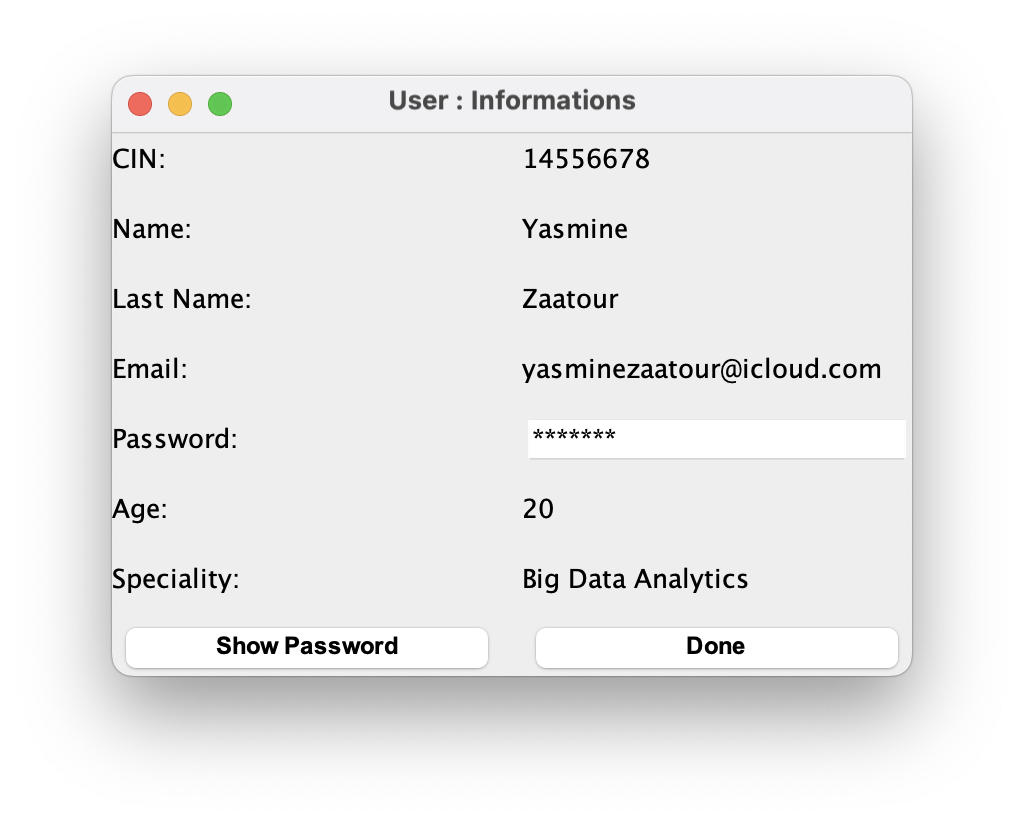 User : Informations
CIN: 14556678
Name: Yasmine
Last Name: Zaatour
Email: yasminezaatour@icloud.com
Password: *******
Age: 20
Speciality: Big Data Analytics
Show Password Done